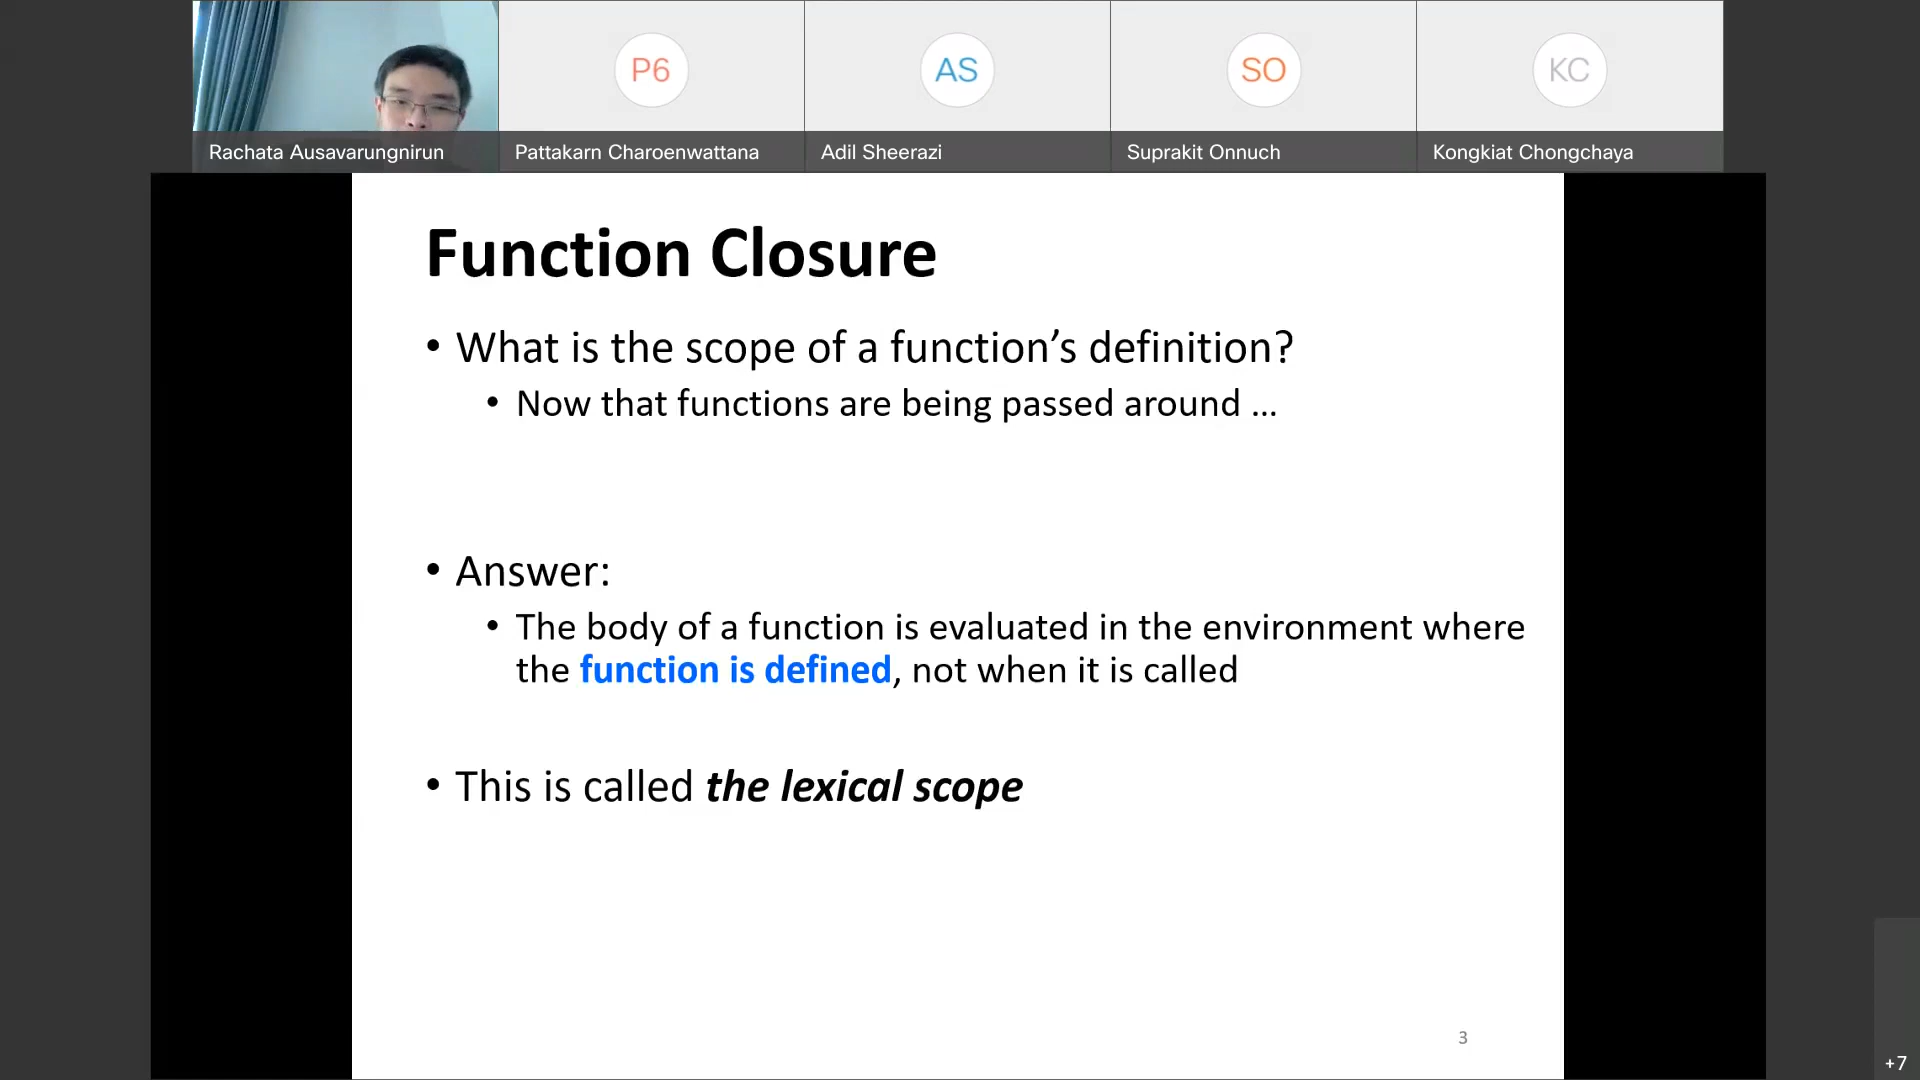 P6
AS
SO
KC
Rachata Ausavarungnirun
Pattakarn Charoenwattana
Adil Sheerazi
Suprakit Onnuch
Kongkiat Chongchaya
Function Closure
• What is the scope of a function’s definition?
• Now that functions are being passed around ...
• Answer:
• The body of a function is evaluated in the environment where
the function is defined, not when it is called
• This is called the lexical scope
3
+7